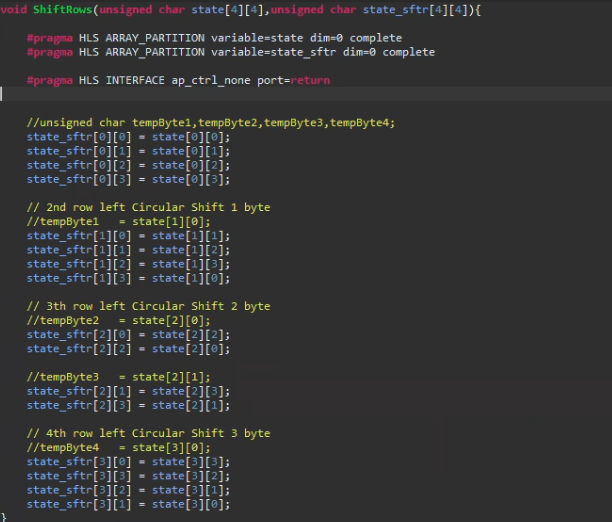 void ShiftRows(unsigned char state[4][4],unsigned char state_sftr[4][4]){
#pragma HLS ARRAY_PARTITION variable=state dim=0 complete
#pragma HLS ARRAY_PARTITION variable=state_sftr dim=0 complete
#pragma HLS INTERFACE ap_ctrl_none port=return
//unsigned char tempByte1,tempByte2,tempByte3,tempByte4;
state_sftr[0][0] = state[0][0];
state_sftr[0][1] = state[0][1];
state_sftr[0][2] = state[0][2];
state_sftr[0][3] = state[0][3];
// 2nd row left Circular Shift 1 byte
//tempByte1   = state[1][0];
state_sftr[1][0] = state[1][1];
state_sftr[1][1] = state[1][2];
state_sftr[1][2] = state[1][3];
state_sftr[1][3] = state[1][0];
// 3th row left Circular Shift 2 byte
//tempByte2   = state[2][0];
state_sftr[2][0] = state[2][2];
state_sftr[2][2] = state[2][0];
//tempByte3   = state[2][1];
state_sftr[2][1] = state[2][3];
state_sftr[2][3] = state[2][1];
// 4th row left Circular Shift 3 byte
//tempByte4   = state[3][0];
state_sftr[3][0] = state[3][3];
state_sftr[3][3] = state[3][2];
state_sftr[3][2] = state[3][1];
state_sftr[3][1] = state[3][0];
}